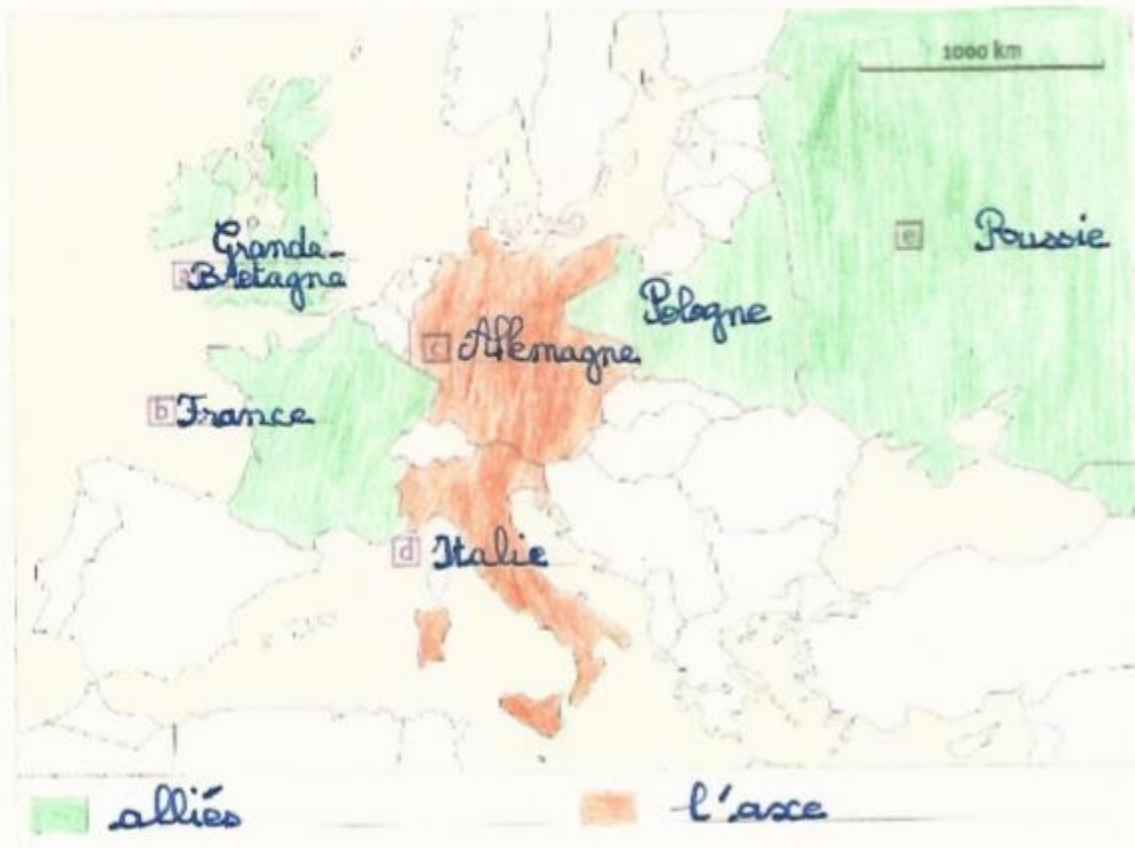 1000 km
e Russie
Grande-
a Bretagne
Pologne
c Allemagne
b France
d Italie
alliés
l'axe